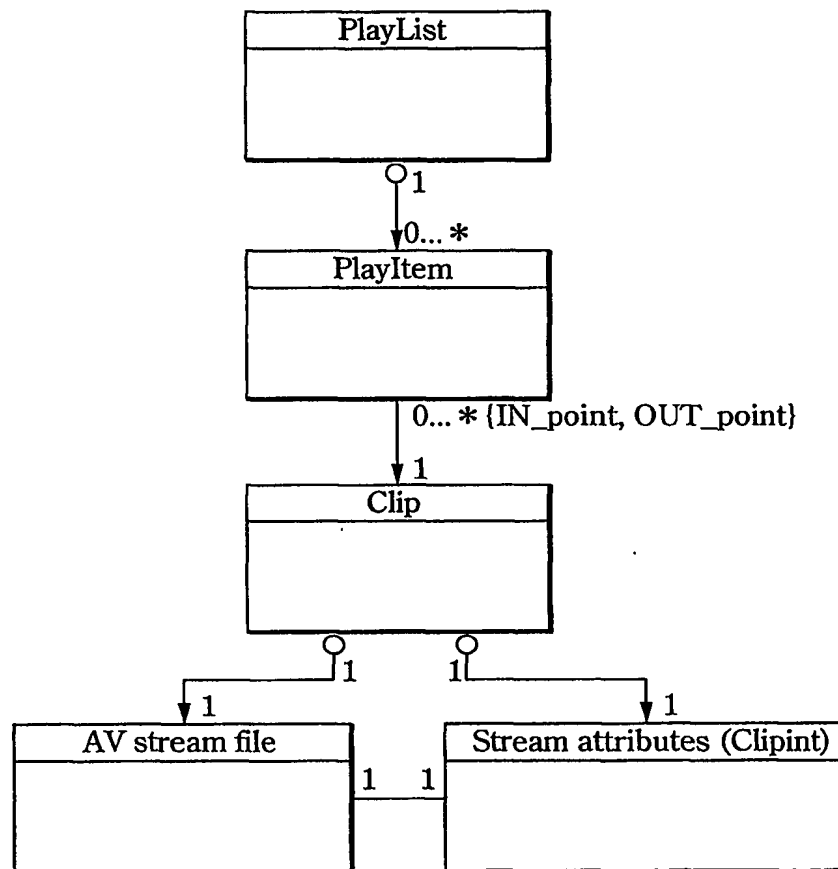 PlayList
1
0... *
PlayItem
0... * {IN_point, OUT_point}
1
Clip
1 1
1 1
AV stream file Stream attributes (Clipint)
1 1